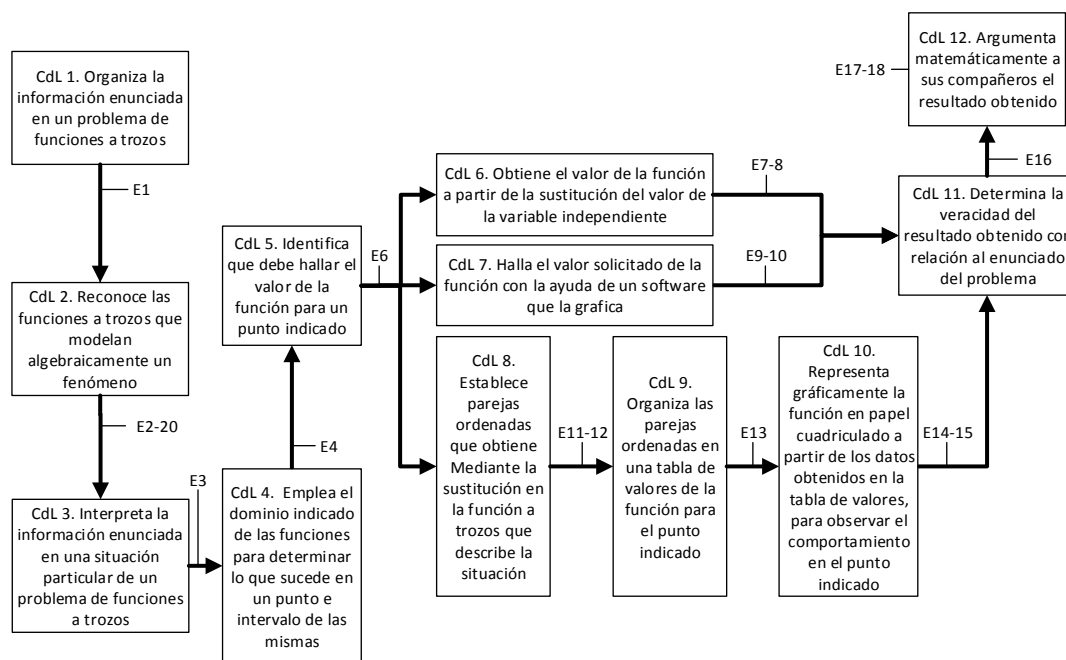 CdL 1. Organiza la
información enunciada
en un problema de
funciones a trozos
E1
CdL 2. Reconoce las
funciones a trozos que
modelan
algebraicamente un
fenómeno
E2-20
CdL 3. Interpreta la
información enunciada
en una situación
particular de un
problema de funciones
a trozos
E3
CdL 4. Emplea el
dominio indicado
de las funciones
para determinar
lo que sucede en
un punto e
intervalo de las
mismas
E4
CdL 5. Identifica
que debe hallar el
valor de la
función para un
punto indicado
E6
CdL 6. Obtiene el valor de la función
a partir de la sustitución del valor de
la variable independiente
E7-8
CdL 7. Halla el valor solicitado de la
función con la ayuda de un software
que la grafica
E9-10
CdL 8.
Establece
parejas
ordenadas
que obtiene
Mediante la
sustitución en
la función a
trozos que
describe la
situación
E11-12
CdL 9.
Organiza las
parejas
ordenadas en
una tabla de
valores de la
función para
el punto
indicado
E13
CdL 10.
Representa
gráficamente la
función en papel
cuadriculado a
partir de los datos
obtenidos en la
tabla de valores,
para observar el
comportamiento
en el punto
indicado
E14-15
CdL 11. Determina la
veracidad del
resultado obtenido con
relación al enunciado
del problema
E16
CdL 12. Argumenta
matemáticamente a
sus compañeros el
resultado obtenido
E17-18